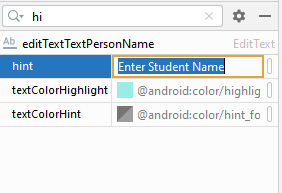 hi
Ab editTextTextPersonName EditText
hint Enter Student Name
textColorHighlight @android:color/highlig
textColorHint @android:color/hint_fo